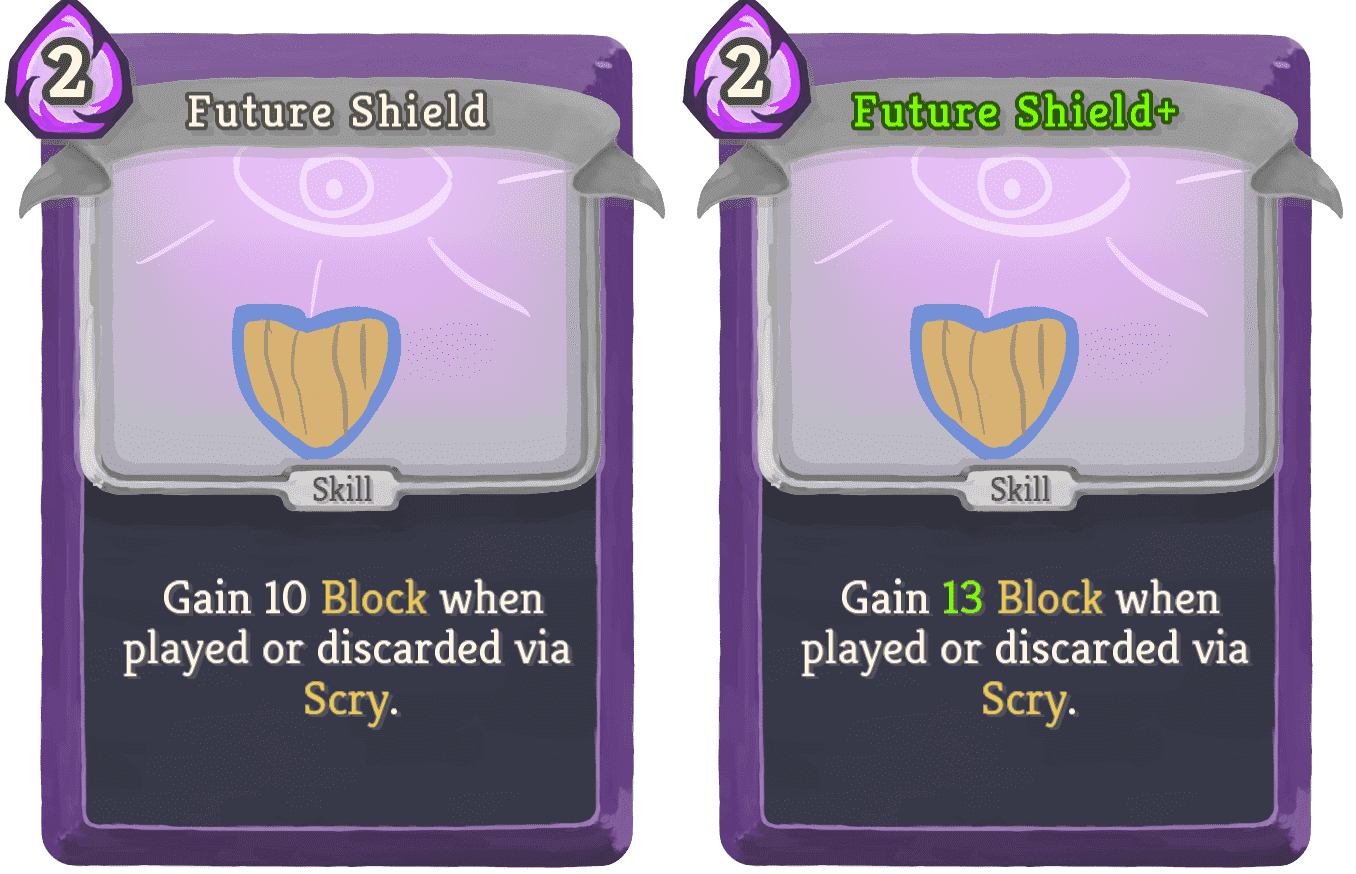 2
Future Shield
Skill
Gain 10 Block when
played or discarded via
Scry.
2
Future Shield+
Skill
Gain 13 Block when
played or discarded via
Scry.